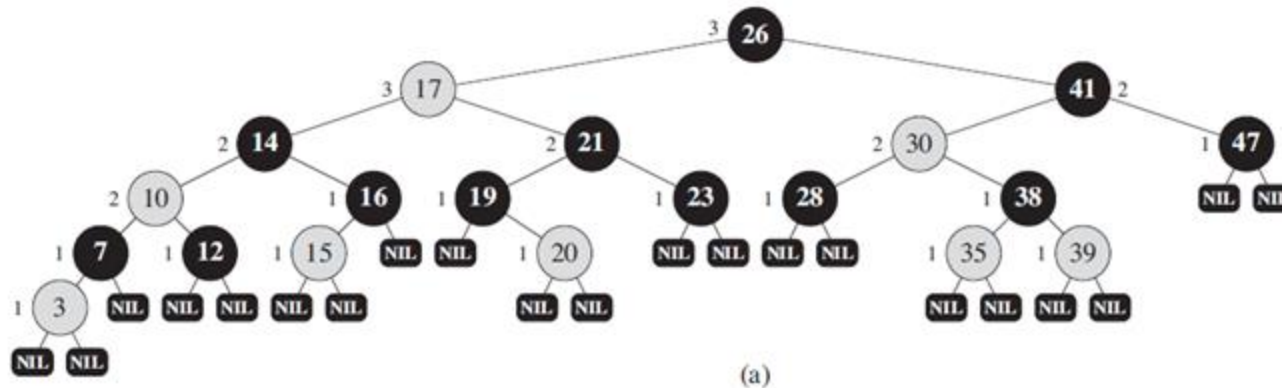 3 26
3 17 41 2
2 14 2 21 2 30 1 47
2 10 1 16 1 19 1 23 1 28 1 38 NIL NIL
1 7 1 12 1 15 NIL NIL 1 20 NIL NIL NIL NIL 1 35 1 39
1 3 NIL NIL NIL NIL NIL NIL NIL NIL NIL NIL NIL
NIL NIL
(a)